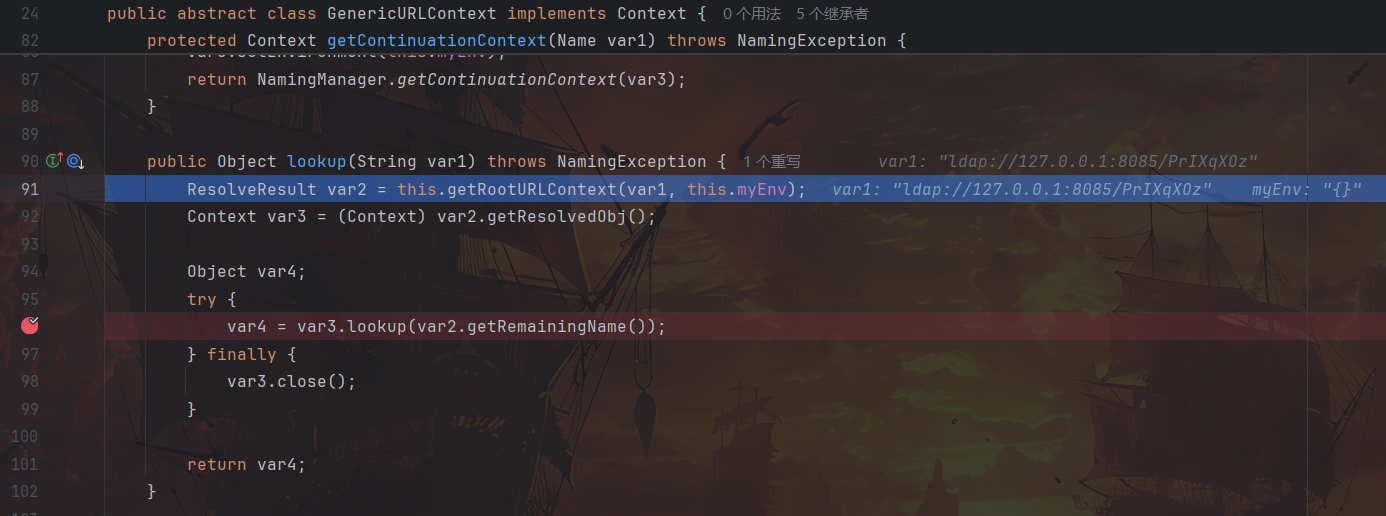 24 public abstract class GenericURLContext implements Context { 0 个用法 5 个继承者
82 protected Context getContinuationContext(Name var1) throws NamingException {
87 return NamingManager.getContinuationContext(var3);
88 }
89
90 public Object lookup(String var1) throws NamingException { 1 个重写 var1: "ldap://127.0.0.1:8085/PrIXqXOz"
91 ResolveResult var2 = this.getRootURLContext(var1, this.myEnv); var1: "ldap://127.0.0.1:8085/PrIXqXOz" myEnv: "{}"
92 Context var3 = (Context) var2.getResolvedObj();
93
94 Object var4;
95 try {
var4 = var3.lookup(var2.getRemainingName());
97 } finally {
98 var3.close();
99 }
100
101 return var4;
102 }